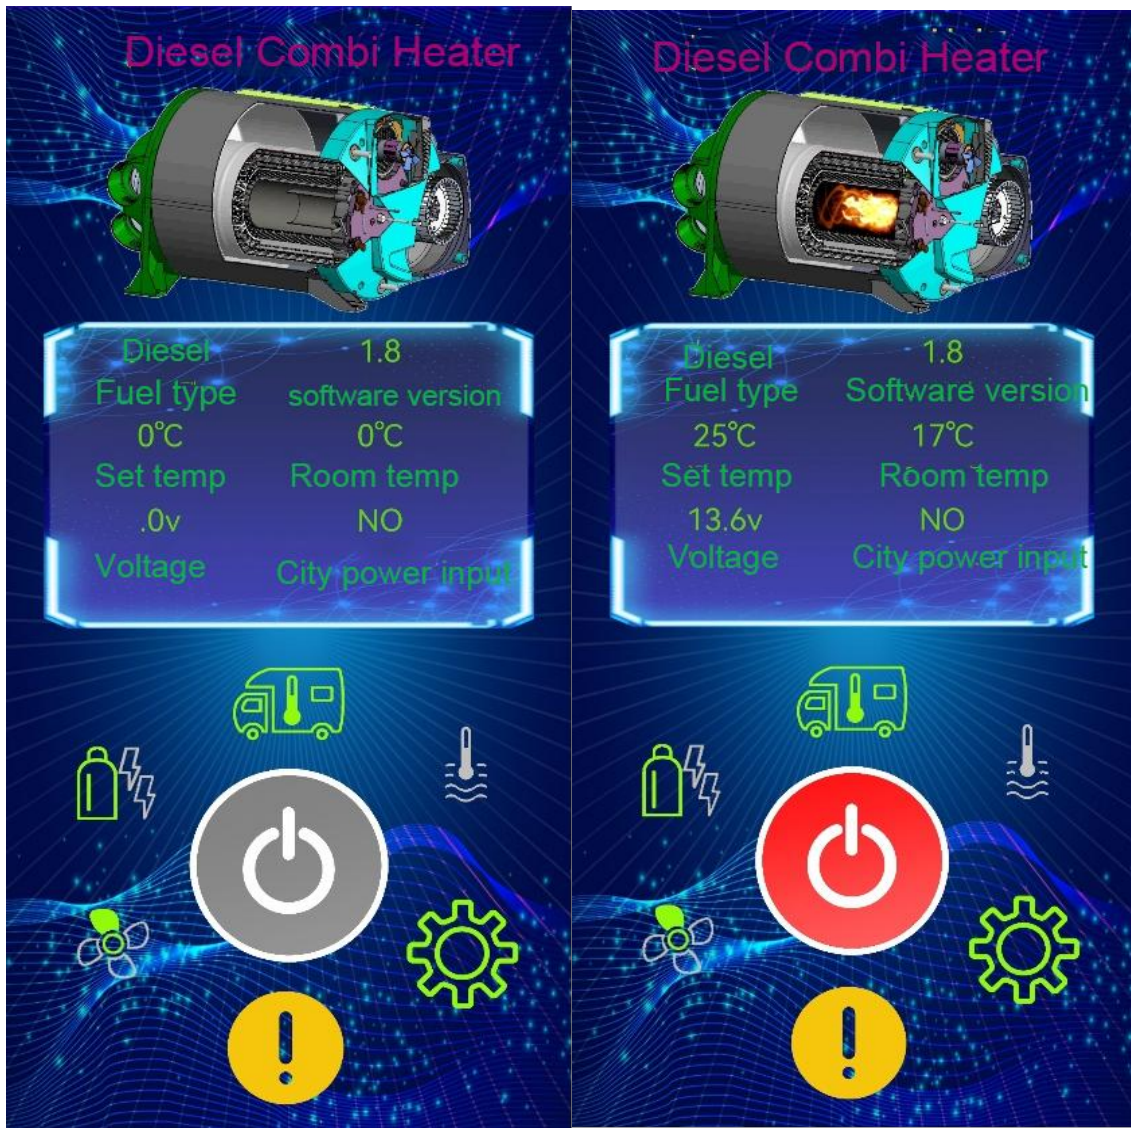 Diesel Combi Heater
Diesel 1.8
Fuel type software version
0°C 0°C
Set temp Room temp
.0v NO
Voltage City power input
Diesel Combi Heater
Diesel 1.8
Fuel type Software version
25°C 17°C
Set temp Room temp
13.6v NO
Voltage City power input